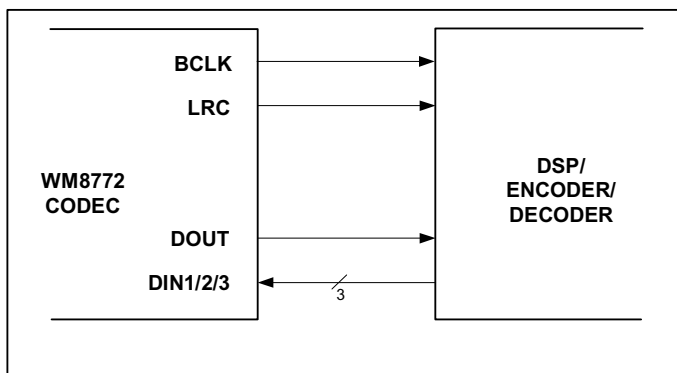 BCLK
LRC
WM8772
CODEC
DSP/
ENCODER/
DECODER
DOUT
DIN1/2/3
3